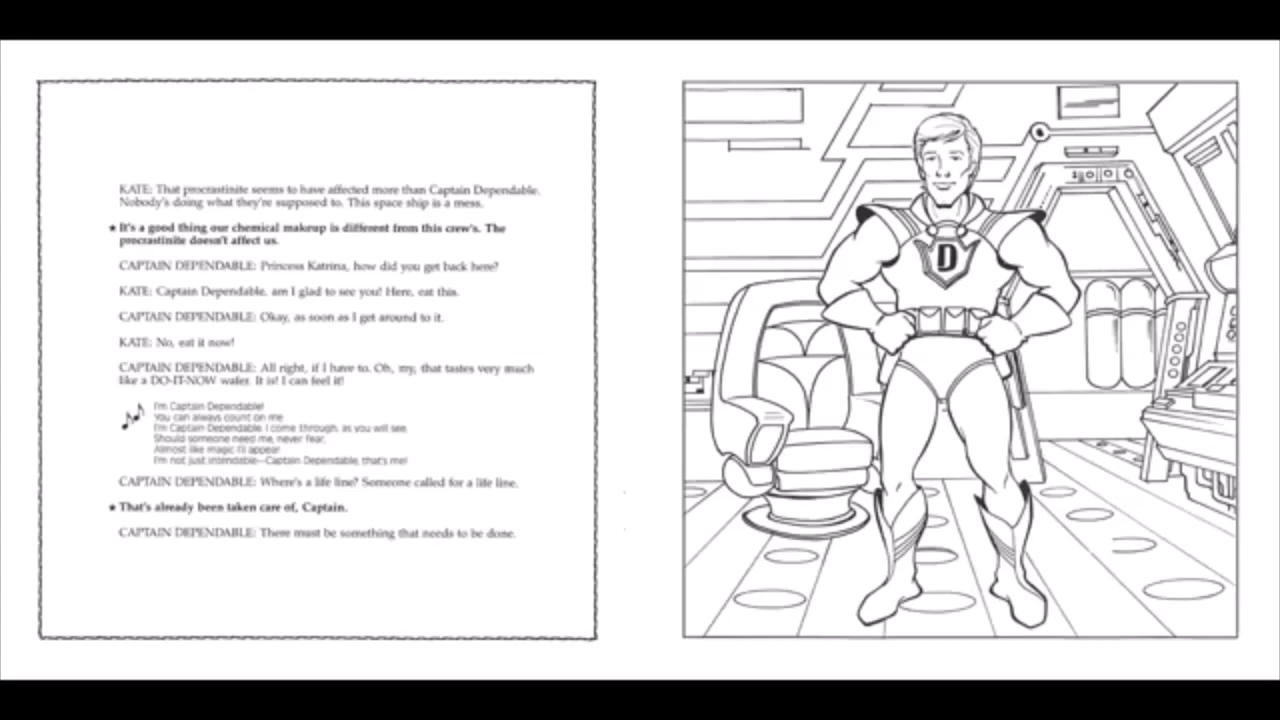 KATE: That procrastinite seems to have affected more than Captain Dependable.
Nobody's doing what they're supposed to. This space ship is a mess.
★ It's a good thing our chemical makeup is different from this crew's. The
procrastinite doesn't affect us.
CAPTAIN DEPENDABLE: Princess Katrina, how did you get back here?
KATE: Captain Dependable, am I glad to see you! Here, eat this.
CAPTAIN DEPENDABLE: Okay, as soon as I get around to it.
KATE: No, eat it now!
CAPTAIN DEPENDABLE: All right, if I have to. Oh, my, that tastes very much
like a DO-IT-NOW wafer. It is! I can feel it!
I'm Captain Dependable!
You can always count on me
I'm Captain Dependable. I come through, as you will see.
Should someone need me, never fear,
Almost like magic I'll appear
I'm not just intendable—Captain Dependable, that's me!
CAPTAIN DEPENDABLE: Where's a life line? Someone called for a life line.
★ That's already been taken care of, Captain.
CAPTAIN DEPENDABLE: There must be something that needs to be done.
D